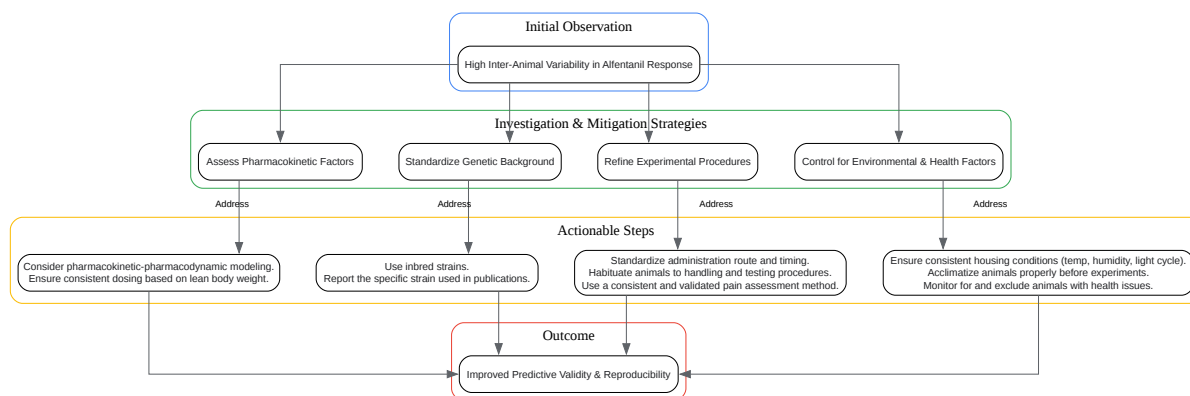 Initial Observation
High Inter-Animal Variability in Alfentanil Response
Investigation & Mitigation Strategies
Assess Pharmacokinetic Factors
Standardize Genetic Background
Refine Experimental Procedures
Control for Environmental & Health Factors
Address
Address
Address
Address
Actionable Steps
Consider pharmacokinetic-pharmacodynamic modeling.
Ensure consistent dosing based on lean body weight.
Use inbred strains.
Report the specific strain used in publications.
Standardize administration route and timing.
Habituate animals to handling and testing procedures.
Use a consistent and validated pain assessment method.
Ensure consistent housing conditions (temp, humidity, light cycle).
Acclimatize animals properly before experiments.
Monitor for and exclude animals with health issues.
Outcome
Improved Predictive Validity & Reproducibility